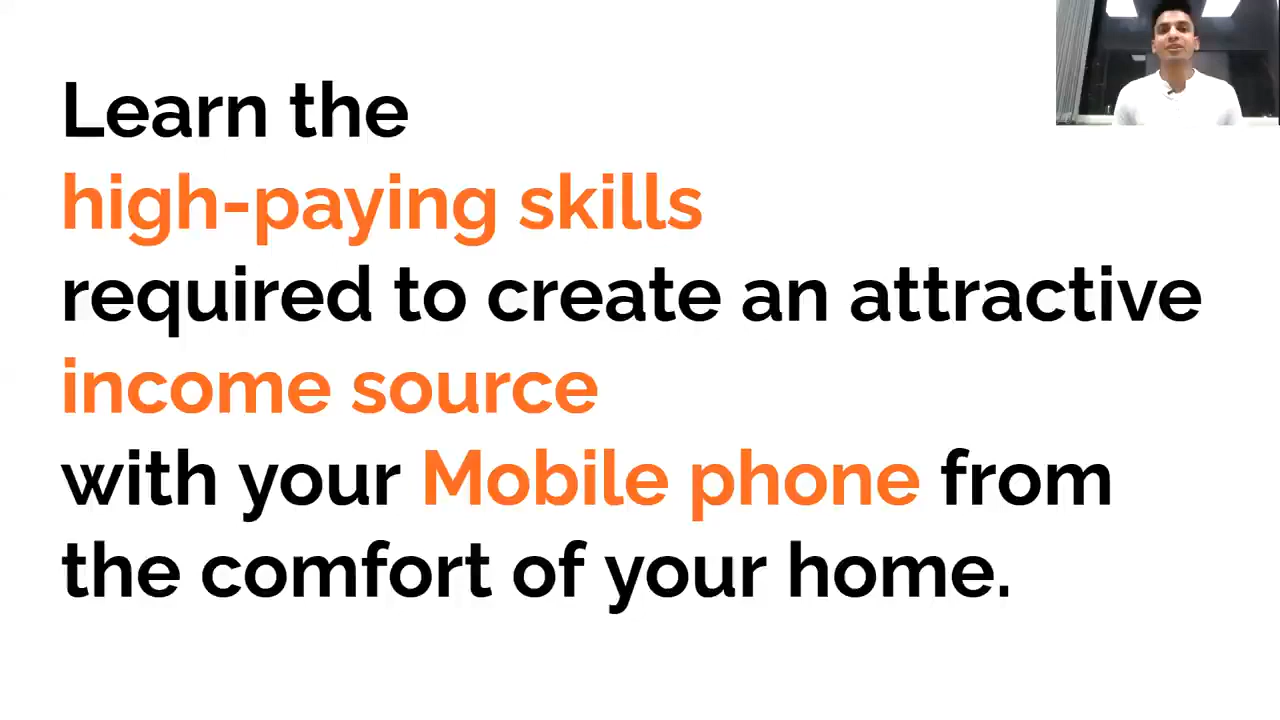 Learn the
high-paying skills
required to create an attractive
income source
with your Mobile phone from
the comfort of your home.